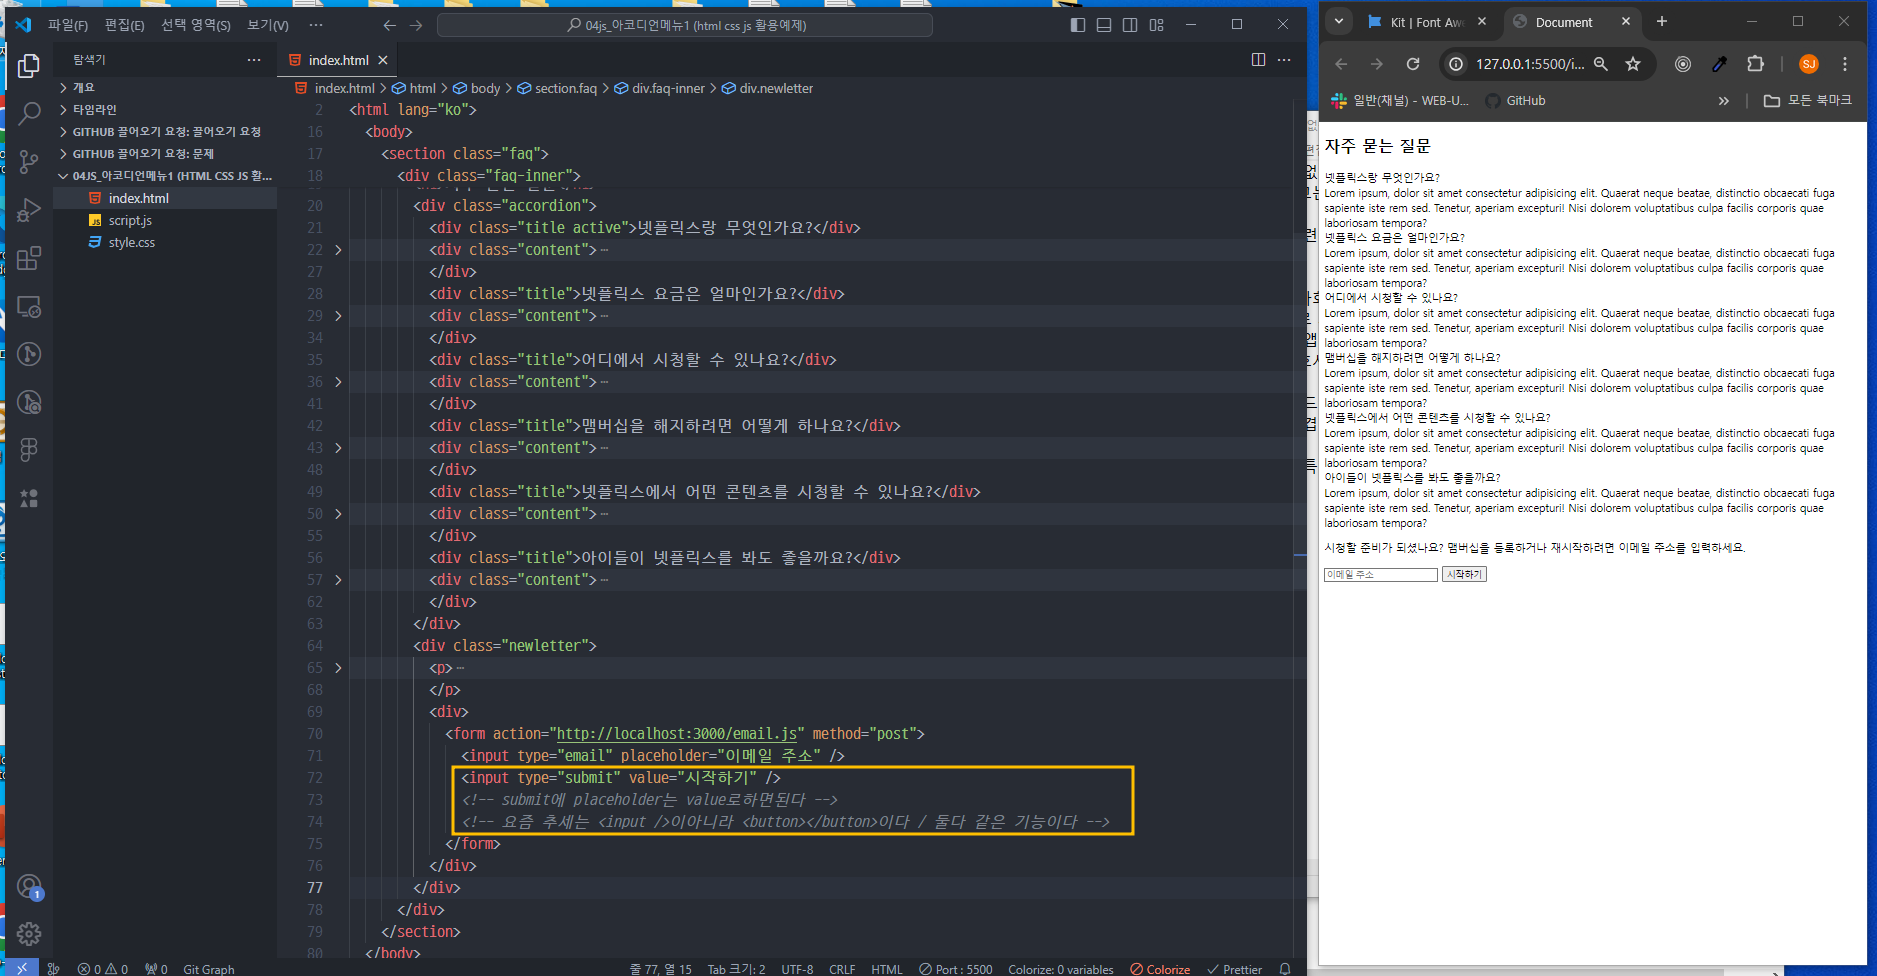 파일(F) 편집(E) 선택 영역(S) 보기(V) ···
04js_아코디언메뉴1 (html css js 활용예제)
탐색기
개요
타임라인
GITHUB 끌어오기 요청: 끌어오기 요청
GITHUB 끌어오기 요청: 문제
04JS_아코디언메뉴1 (HTML CSS JS 활...
index.html
script.js
style.css
index.html
index.html > html > body > section.faq > div.faq-inner > div.newletter
2 <html lang="ko">
16 <body>
17 <section class="faq">
18 <div class="faq-inner">
20 <div class="accordion">
21 <div class="title active">넷플릭스랑 무엇인가요?</div>
22 <div class="content">···
27 </div>
28 <div class="title">넷플릭스 요금은 얼마인가요?</div>
29 <div class="content">···
34 </div>
35 <div class="title">어디에서 시청할 수 있나요?</div>
36 <div class="content">···
41 </div>
42 <div class="title">맴버십을 해지하려면 어떻게 하나요?</div>
43 <div class="content">···
48 </div>
49 <div class="title">넷플릭스에서 어떤 콘텐츠를 시청할 수 있나요?</div>
50 <div class="content">···
55 </div>
56 <div class="title">아이들이 넷플릭스를 봐도 좋을까요?</div>
57 <div class="content">···
62 </div>
63 </div>
64 <div class="newletter">
65 <p>···
68 </p>
69 <div>
70 <form action="http://localhost:3000/email.js" method="post">
71 <input type="email" placeholder="이메일 주소" />
72 <input type="submit" value="시작하기" />
73 <!-- submit에 placeholder는 value로하면된다 -->
74 <!-- 요즘 추세는 <input />이아니라 <button></button>이다 / 둘다 같은 기능이다 -->
75 </form>
76 </div>
77 </div>
78 </div>
79 </section>
80 </body>
1
0 0 0 Git Graph 줄 77, 열 15 Tab 크기: 2 UTF-8 CRLF HTML Port : 5500 Colorize: 0 variables Colorize Prettier
Kit | Font Awe
Document
127.0.0.1:5500/i...
SJ
일반(채널) - WEB-U...
GitHub
모든 북마크
자주 묻는 질문
넷플릭스랑 무엇인가요?
Lorem ipsum, dolor sit amet consectetur adipisicing elit. Quaerat neque beatae, distinctio obcaecati fuga
sapiente iste rem sed. Tenetur, aperiam excepturi! Nisi dolorem voluptatibus culpa facilis corporis quae
laboriosam tempora?
넷플릭스 요금은 얼마인가요?
Lorem ipsum, dolor sit amet consectetur adipisicing elit. Quaerat neque beatae, distinctio obcaecati fuga
sapiente iste rem sed. Tenetur, aperiam excepturi! Nisi dolorem voluptatibus culpa facilis corporis quae
laboriosam tempora?
어디에서 시청할 수 있나요?
Lorem ipsum, dolor sit amet consectetur adipisicing elit. Quaerat neque beatae, distinctio obcaecati fuga
sapiente iste rem sed. Tenetur, aperiam excepturi! Nisi dolorem voluptatibus culpa facilis corporis quae
laboriosam tempora?
맴버십을 해지하려면 어떻게 하나요?
Lorem ipsum, dolor sit amet consectetur adipisicing elit. Quaerat neque beatae, distinctio obcaecati fuga
sapiente iste rem sed. Tenetur, aperiam excepturi! Nisi dolorem voluptatibus culpa facilis corporis quae
laboriosam tempora?
넷플릭스에서 어떤 콘텐츠를 시청할 수 있나요?
Lorem ipsum, dolor sit amet consectetur adipisicing elit. Quaerat neque beatae, distinctio obcaecati fuga
sapiente iste rem sed. Tenetur, aperiam excepturi! Nisi dolorem voluptatibus culpa facilis corporis quae
laboriosam tempora?
아이들이 넷플릭스를 봐도 좋을까요?
Lorem ipsum, dolor sit amet consectetur adipisicing elit. Quaerat neque beatae, distinctio obcaecati fuga
sapiente iste rem sed. Tenetur, aperiam excepturi! Nisi dolorem voluptatibus culpa facilis corporis quae
laboriosam tempora?
시청할 준비가 되셨나요? 맴버십을 등록하거나 재시작하려면 이메일 주소를 입력하세요.
이메일 주소 시작하기